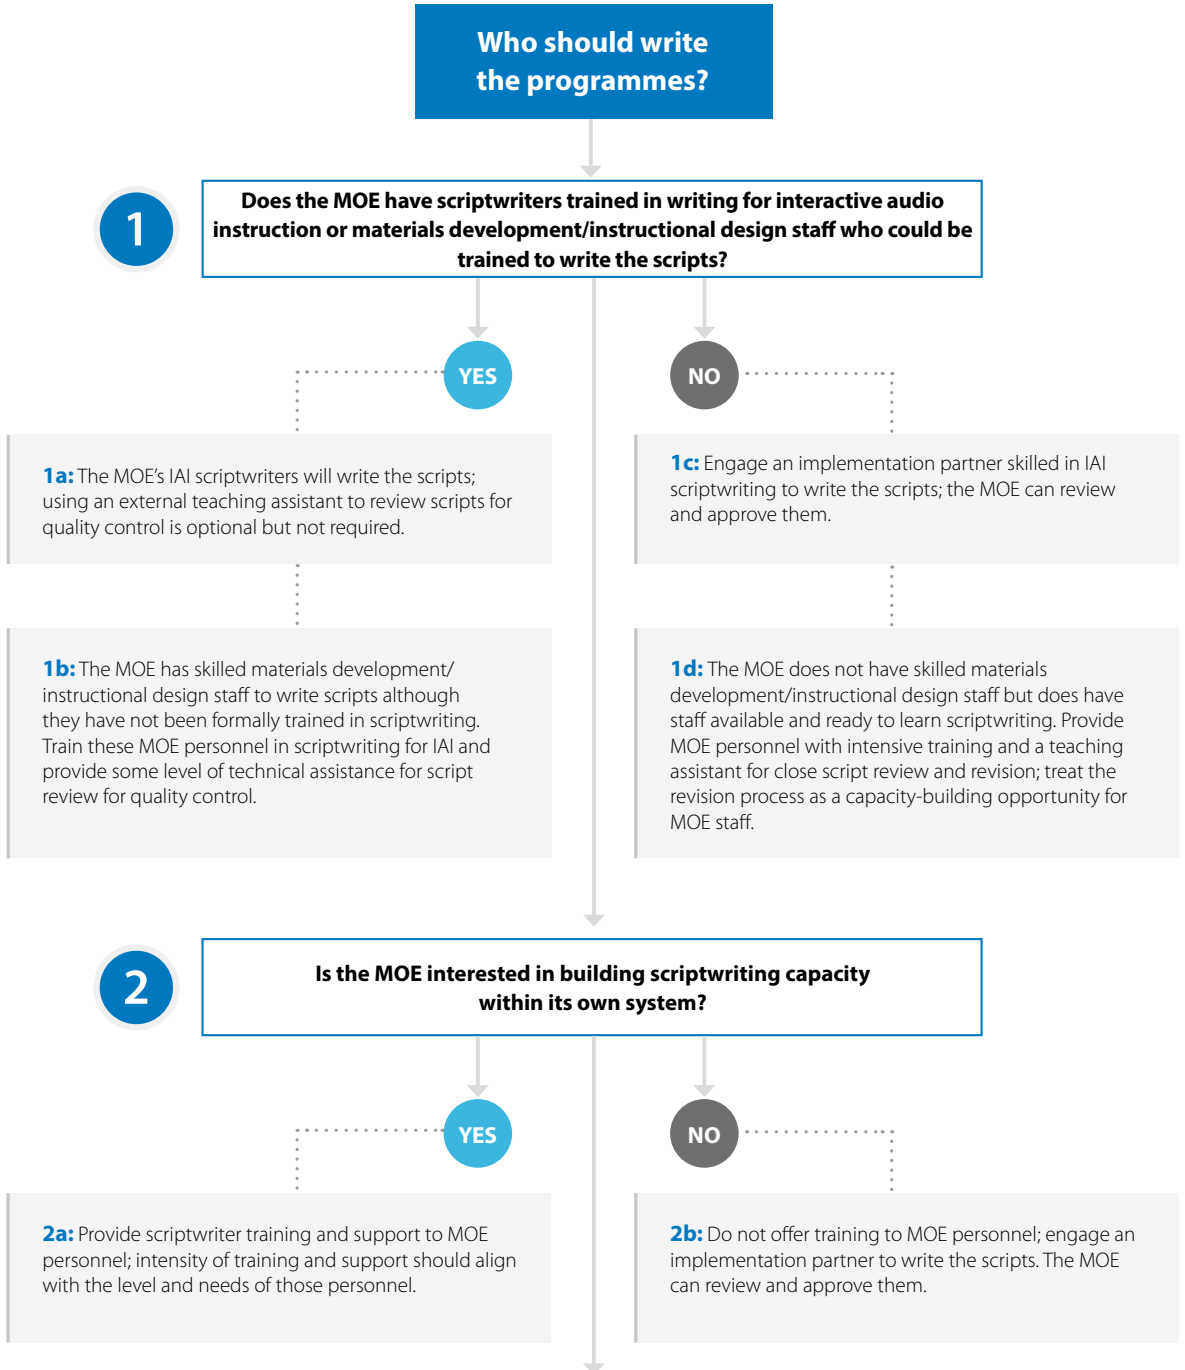 Who should write
the programmes?
1
Does the MOE have scriptwriters trained in writing for interactive audio
instruction or materials development/instructional design staff who could be
trained to write the scripts?
YES
NO
1a: The MOE’s IAI scriptwriters will write the scripts;
using an external teaching assistant to review scripts for
quality control is optional but not required.
1c: Engage an implementation partner skilled in IAI
scriptwriting to write the scripts; the MOE can review
and approve them.
1b: The MOE has skilled materials development/
instructional design staff to write scripts although
they have not been formally trained in scriptwriting.
Train these MOE personnel in scriptwriting for IAI and
provide some level of technical assistance for script
review for quality control.
1d: The MOE does not have skilled materials
development/instructional design staff but does have
staff available and ready to learn scriptwriting. Provide
MOE personnel with intensive training and a teaching
assistant for close script review and revision; treat the
revision process as a capacity-building opportunity for
MOE staff.
2
Is the MOE interested in building scriptwriting capacity
within its own system?
YES
NO
2a: Provide scriptwriter training and support to MOE
personnel; intensity of training and support should align
with the level and needs of those personnel.
2b: Do not offer training to MOE personnel; engage an
implementation partner to write the scripts. The MOE
can review and approve them.